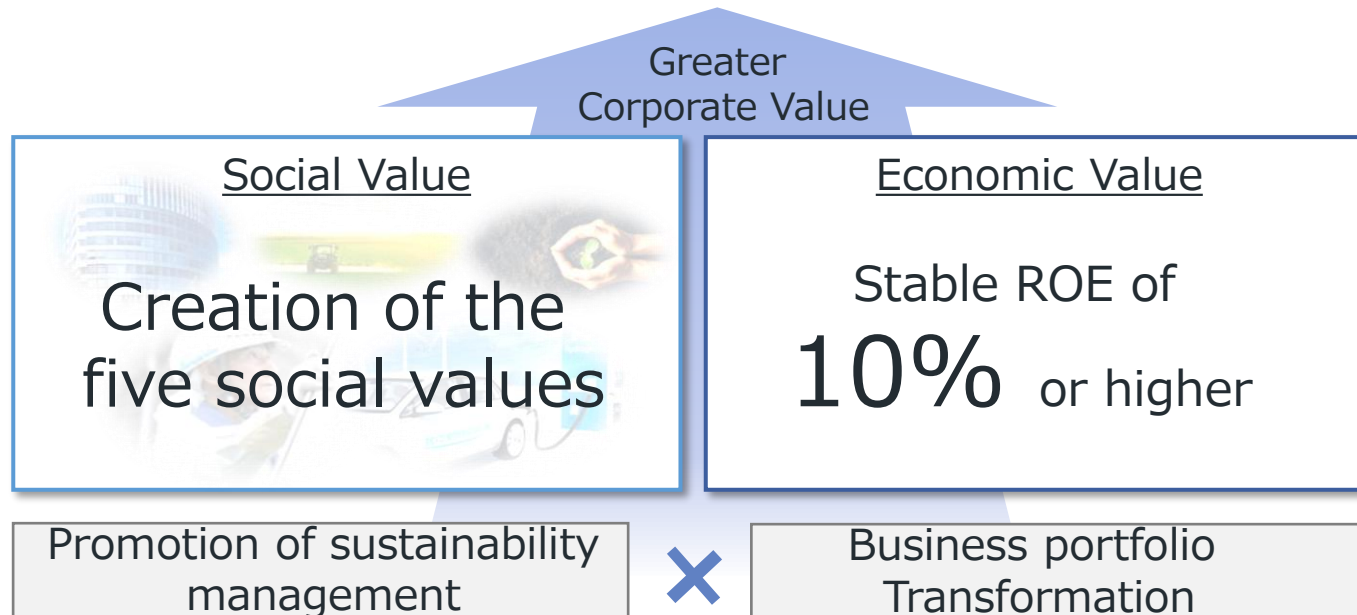 Greater
Corporate Value
Social Value
Creation of the
five social values
Economic Value
Stable ROE of
10% or higher
Promotion of sustainability
management
×
Business portfolio
Transformation